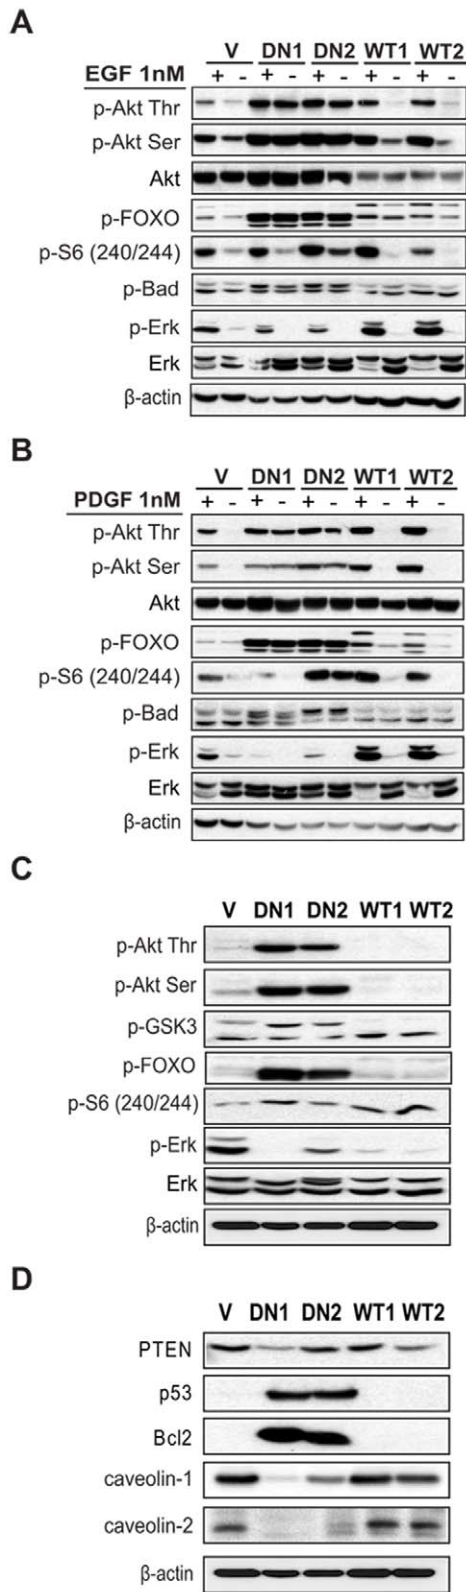 A
V DN1 DN2 WT1 WT2
EGF 1nM + - + - + - + - + -
p-Akt Thr
p-Akt Ser
Akt
p-FOXO
p-S6 (240/244)
p-Bad
p-Erk
Erk
β-actin
B
V DN1 DN2 WT1 WT2
PDGF 1nM + - + - + - + - + -
p-Akt Thr
p-Akt Ser
Akt
p-FOXO
p-S6 (240/244)
p-Bad
p-Erk
Erk
β-actin
C
V DN1 DN2 WT1 WT2
p-Akt Thr
p-Akt Ser
p-GSK3
p-FOXO
p-S6 (240/244)
p-Erk
Erk
β-actin
D
V DN1 DN2 WT1 WT2
PTEN
p53
Bcl2
caveolin-1
caveolin-2
β-actin